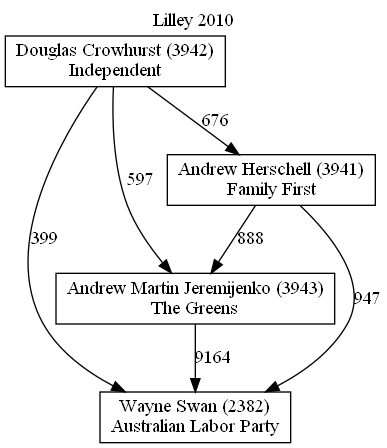 Lilley 2010
Douglas Crowhurst (3942)
Independent
676
597
Andrew Herschell (3941)
Family First
399
888
947
Andrew Martin Jeremijenko (3943)
The Greens
9164
Wayne Swan (2382)
Australian Labor Party